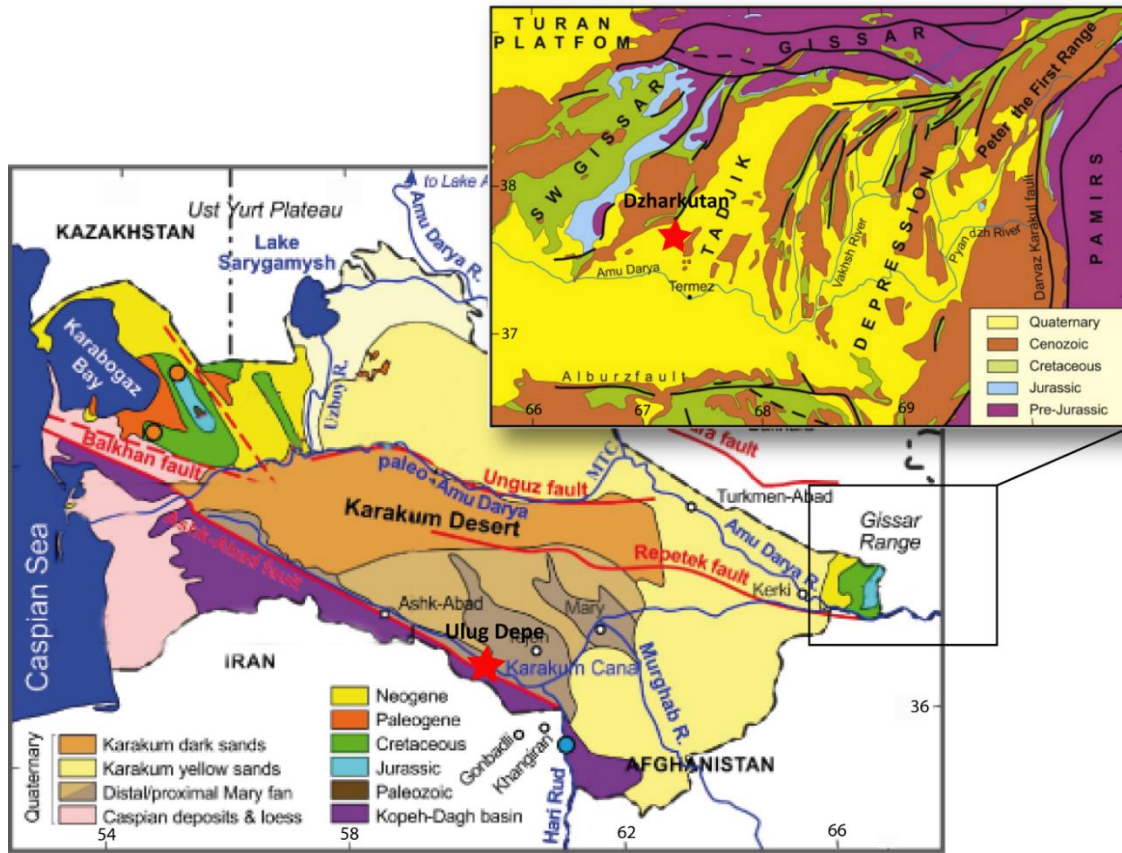 TURAN
PLATFOM
GISSAR
SW GISSAR
Peter the First Range
38
Dzharkutan
TADJIK
DEPRESSION
Vakhsh River
Pyan dzh River
Darvaz Karakul fault
PAMIRS
Amu Darya
Termez
37
Alburz fault
66
67
68
69
Quaternary
Cenozoic
Cretaceous
Jurassic
Pre-Jurassic
to Lake A
Ust Yurt Plateau
KAZAKHSTAN
Lake
Sarygamysh
Amu Darya R.
Karabogaz
Bay
Uzboy R.
Balkhan fault
paleo-Amu Darya
Unguz fault
MTC
Turkmen-Abad
Gissar
Range
Karakum Desert
Amu Darya R.
Ashk-Abad fault
Repetek fault
Kerki
Caspian Sea
Ashk-Abad
Mary
Ulug Depe
IRAN
Karakum Canal
Murghab R.
36
Gonbadli
Khangiran
AFGHANISTAN
Hari Rud
Quaternary
Karakum dark sands
Karakum yellow sands
Distal/proximal Mary fan
Caspian deposits & loess
Neogene
Paleogene
Cretaceous
Jurassic
Paleozoic
Kopeh-Dagh basin
54
58
62
66